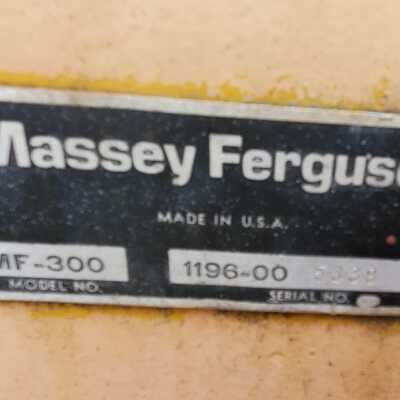 Massey Fergus
MADE IN U.S.A.
MF-300 1196-00
MODEL NO. SERIAL NO.